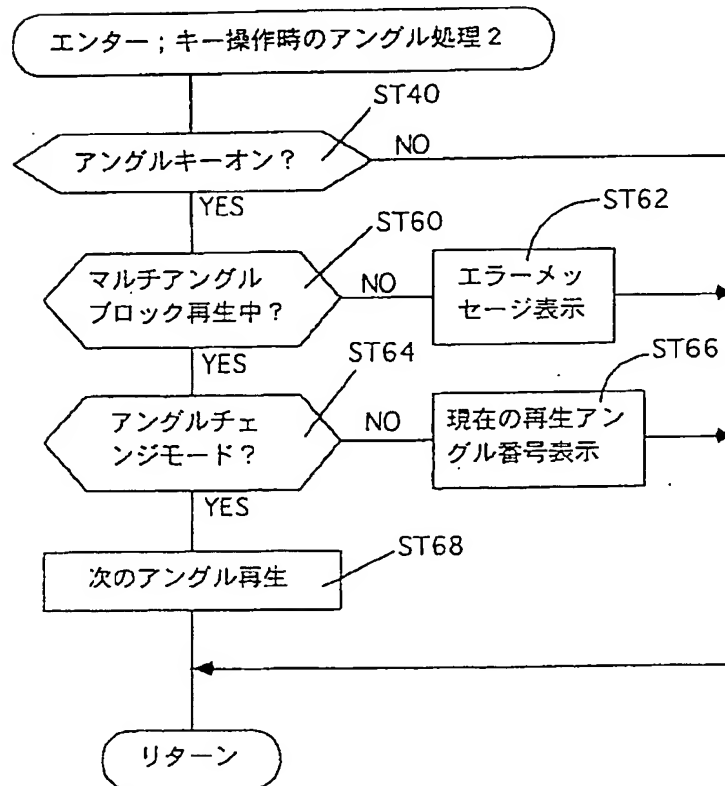 エンター；キー操作時のアングル処理２
ST40
アングルキーオン？
NO
YES
ST60
ST62
マルチアングル
ブロック再生中？
NO
エラーメッ
セージ表示
YES
ST64
ST66
アングルチェ
ンジモード？
NO
現在の再生アン
グル番号表示
YES
ST68
次のアングル再生
リターン